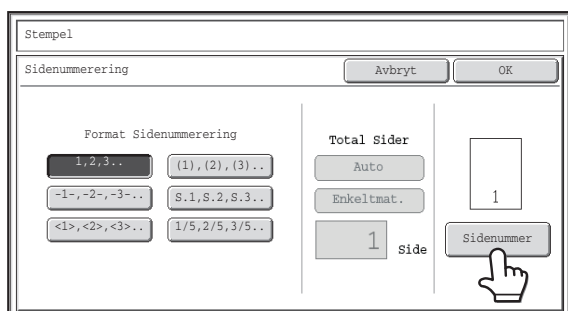 Stempel
Sidenummerering
Avbryt
OK
Format Sidenummerering
1,2,3..
(1),(2),(3)..
-1-,-2-,-3-..
S.1,S.2,S.3..
<1>,<2>,<3>..
1/5,2/5,3/5..
Total Sider
Auto
Enkeltmat.
1 Side
1
Sidenummer